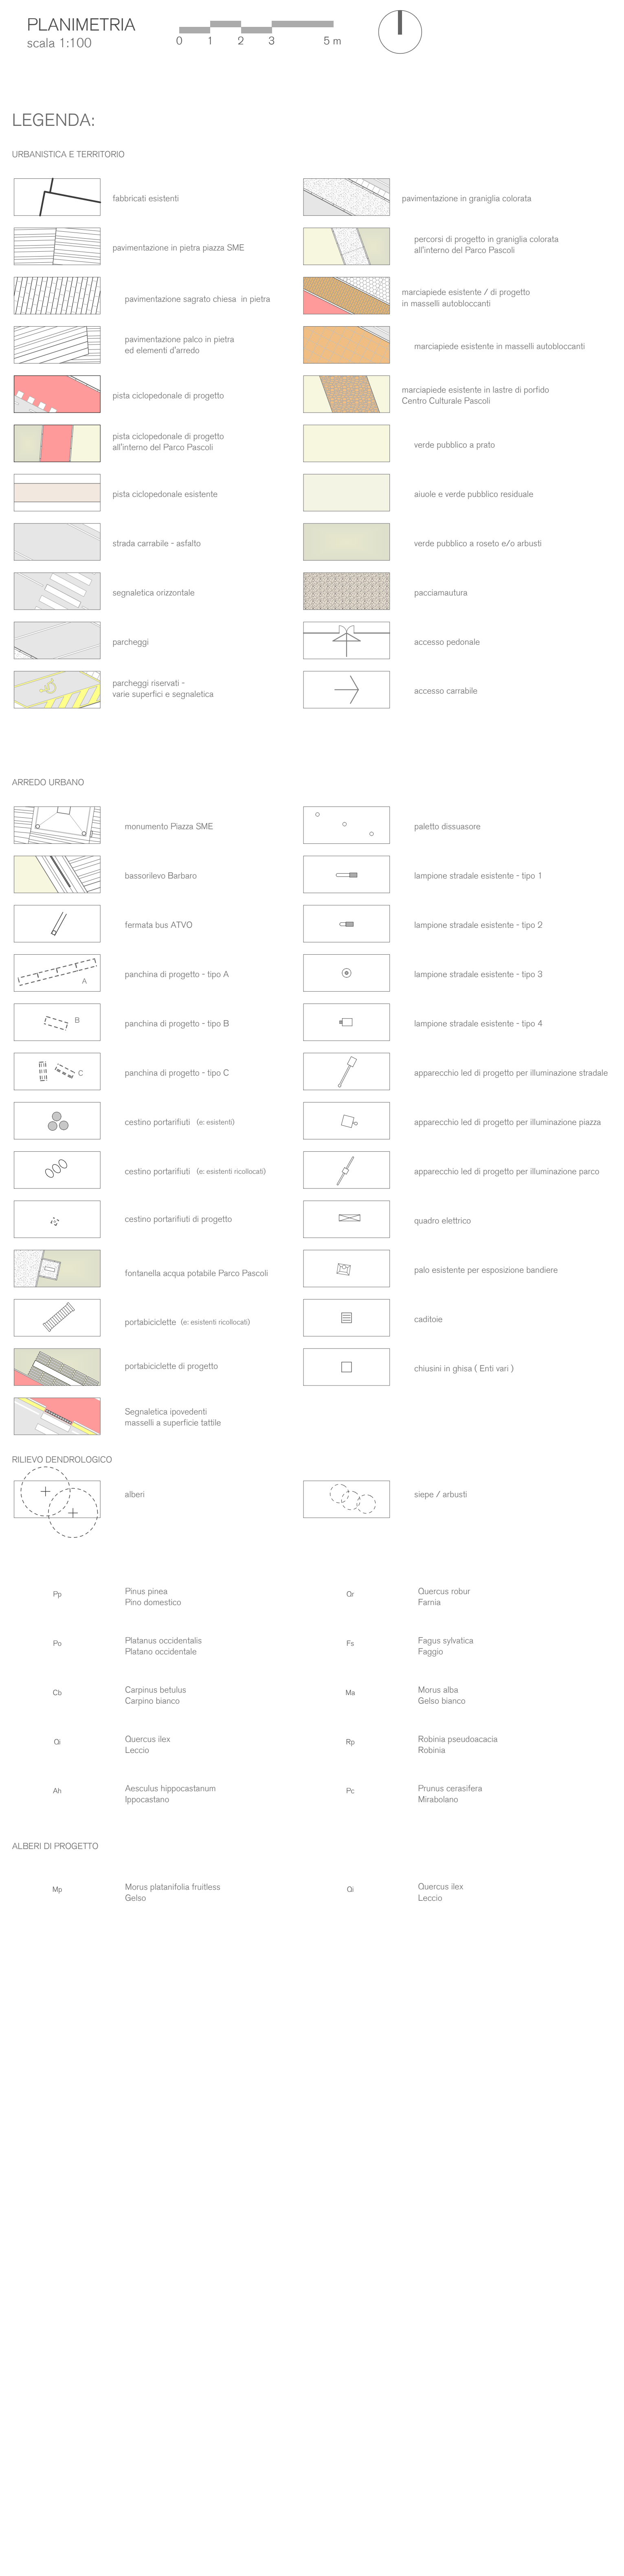 PLANIMETRIA
scala 1:100
0 1 2 3 5 m
LEGENDA:
URBANISTICA E TERRITORIO
fabbricati esistenti
pavimentazione in pietra piazza SME
pavimentazione sagrato chiesa in pietra
pavimentazione palco in pietra
ed elementi d'arredo
pista ciclopedonale di progetto
pista ciclopedonale di progetto
all'interno del Parco Pascoli
pista ciclopedonale esistente
strada carrabile - asfalto
segnaletica orizzontale
parcheggi
parcheggi riservati -
varie superfici e segnaletica
pavimentazione in graniglia colorata
percorsi di progetto in graniglia colorata
all'interno del Parco Pascoli
marciapiede esistente / di progetto
in masselli autobloccanti
marciapiede esistente in masselli autobloccanti
marciapiede esistente in lastre di porfido
Centro Culturale Pascoli
verde pubblico a prato
aiuole e verde pubblico residuale
verde pubblico a roseto e/o arbusti
pacciamautura
accesso pedonale
accesso carrabile
ARREDO URBANO
monumento Piazza SME
bassorilevo Barbaro
fermata bus ATVO
A
panchina di progetto - tipo A
B
panchina di progetto - tipo B
C
panchina di progetto - tipo C
cestino portarifiuti (e: esistenti)
cestino portarifiuti (e: esistenti ricollocati)
cestino portarifiuti di progetto
fontanella acqua potabile Parco Pascoli
portabiciclette (e: esistenti ricollocati)
portabiciclette di progetto
Segnaletica ipovedenti
masselli a superficie tattile
paletto dissuasore
lampione stradale esistente - tipo 1
lampione stradale esistente - tipo 2
lampione stradale esistente - tipo 3
lampione stradale esistente - tipo 4
apparecchio led di progetto per illuminazione stradale
apparecchio led di progetto per illuminazione piazza
apparecchio led di progetto per illuminazione parco
quadro elettrico
palo esistente per esposizione bandiere
caditoie
chiusini in ghisa ( Enti vari )
RILIEVO DENDROLOGICO
alberi
siepe / arbusti
Pp
Pinus pinea
Pino domestico
Po
Platanus occidentalis
Platano occidentale
Cb
Carpinus betulus
Carpino bianco
Qi
Quercus ilex
Leccio
Ah
Aesculus hippocastanum
Ippocastano
Qr
Quercus robur
Farnia
Fs
Fagus sylvatica
Faggio
Ma
Morus alba
Gelso bianco
Rp
Robinia pseudoacacia
Robinia
Pc
Prunus cerasifera
Mirabolano
ALBERI DI PROGETTO
Mp
Morus platanifolia fruitless
Gelso
Qi
Quercus ilex
Leccio